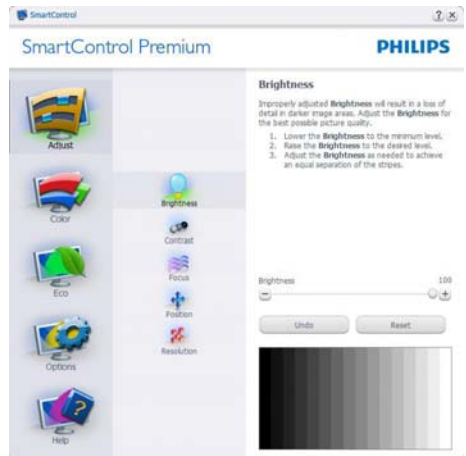 SmartControl
SmartControl Premium
PHILIPS
Adjust
Color
Eco
Options
Help
Brightness
Contrast
Focus
Position
Resolution
Brightness
Improperly adjusted Brightness will result in a loss of
detail in darker image areas. Adjust the Brightness for
the best possible picture quality.
1. Lower the Brightness to the minimum level.
2. Raise the Brightness to the desired level.
3. Adjust the Brightness as needed to achieve
an equal separation of the stripes.
Brightness 100
Undo Reset